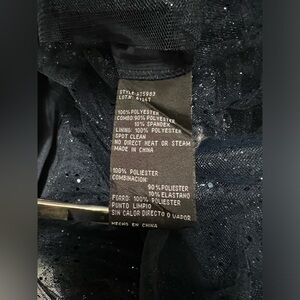 100% POLYESTER
COMBO: 90% POLYESTER
10% SPANDEX
LINING: 100% POLYESTER
SPOT CLEAN
NO DIRECT HEAT OR STEAM
MADE IN CHINA
100% POLIESTER
COMBINACION:
90% POLIESTER
10% ELASTANO
FORRO: 100% POLIESTER
PUNTO LIMPIO
SIN CALOR DIRECTO O VAPOR
HECHO EN CHINA